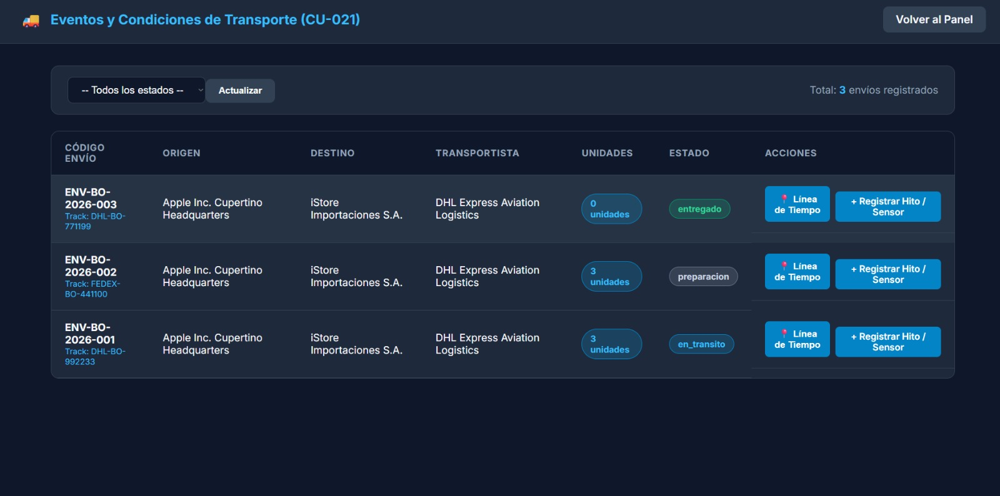 Eventos y Condiciones de Transporte (CU-021)
Volver al Panel
-- Todos los estados --
Actualizar
Total: 3 envíos registrados
CÓDIGO
ENVÍO
ORIGEN
DESTINO
TRANSPORTISTA
UNIDADES
ESTADO
ACCIONES
ENV-BO-
2026-003
Track: DHL-BO-
771199
Apple Inc. Cupertino
Headquarters
iStore
Importaciones S.A.
DHL Express Aviation
Logistics
0
unidades
entregado
Línea
de Tiempo
+ Registrar Hito /
Sensor
ENV-BO-
2026-002
Track: FEDEX-
BO-441100
Apple Inc. Cupertino
Headquarters
iStore
Importaciones S.A.
DHL Express Aviation
Logistics
3
unidades
preparacion
Línea
de Tiempo
+ Registrar Hito /
Sensor
ENV-BO-
2026-001
Track: DHL-BO-
992233
Apple Inc. Cupertino
Headquarters
iStore
Importaciones S.A.
DHL Express Aviation
Logistics
3
unidades
en_transito
Línea
de Tiempo
+ Registrar Hito /
Sensor